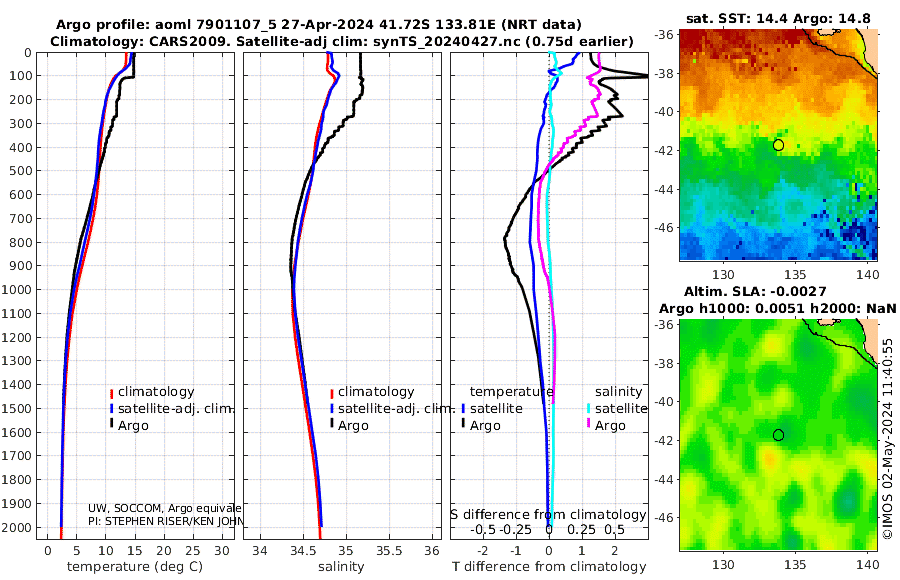 Argo profile: aoml 7901107_5 27-Apr-2024 41.72S 133.81E (NRT data)
Climatology: CARS2009. Satellite-adj clim: synTS_20240427.nc (0.75d earlier)
sat. SST: 14.4 Argo: 14.8
0
100
200
300
400
500
600
700
800
900
1000
1100
1200
1300
1400
1500
1600
1700
1800
1900
2000
climatology
satellite-adj. clim.
Argo
UW, SOCCOM, Argo equivale
PI: STEPHEN RISER/KEN JOHN
0 5 10 15 20 25 30
temperature (deg C)
climatology
satellite-adj. clim.
Argo
34 34.5 35 35.5 36
salinity
temperature salinity
satellite satellite
Argo Argo
S difference from climatology
-0.5 -0.25 0 0.25 0.5
-2 -1 0 1 2
T difference from climatology
-36
-38
-40
-42
-44
-46
130 135 140
Altim. SLA: -0.0027
Argo h1000: 0.0051 h2000: NaN
-36
-38
-40
-42
-44
-46
130 135 140
©IMOS 02-May-2024 11:40:55